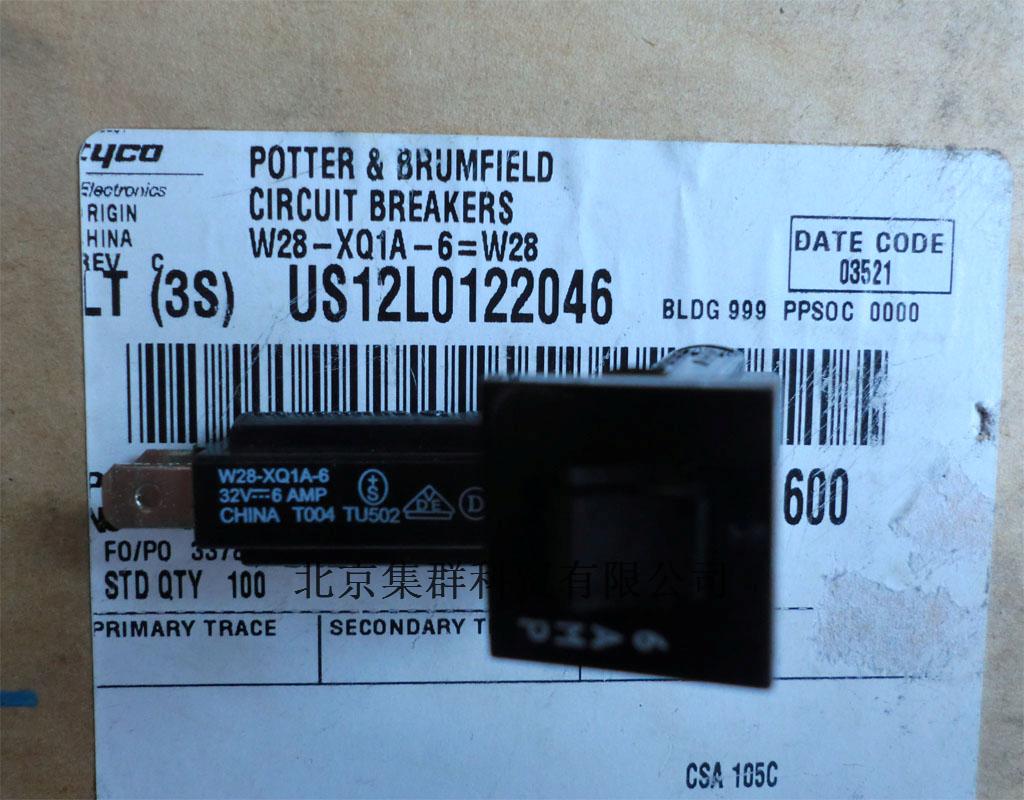 tyco
Electronics
RIGIN
HINA
REV C
POTTER & BRUMFIELD
CIRCUIT BREAKERS
W28-XQ1A-6=W28
DATE CODE
03521
LT (3S) US12L0122046
BLDG 999 PPSOC 0000
W28-XQ1A-6
32V⎓6 AMP
CHINA T004 TU502
VDE
D
600
FO/PO 3378
STD QTY 100
北京集群科 有限公司
6 AMP
PRIMARY TRACE
SECONDARY T
CSA 105C